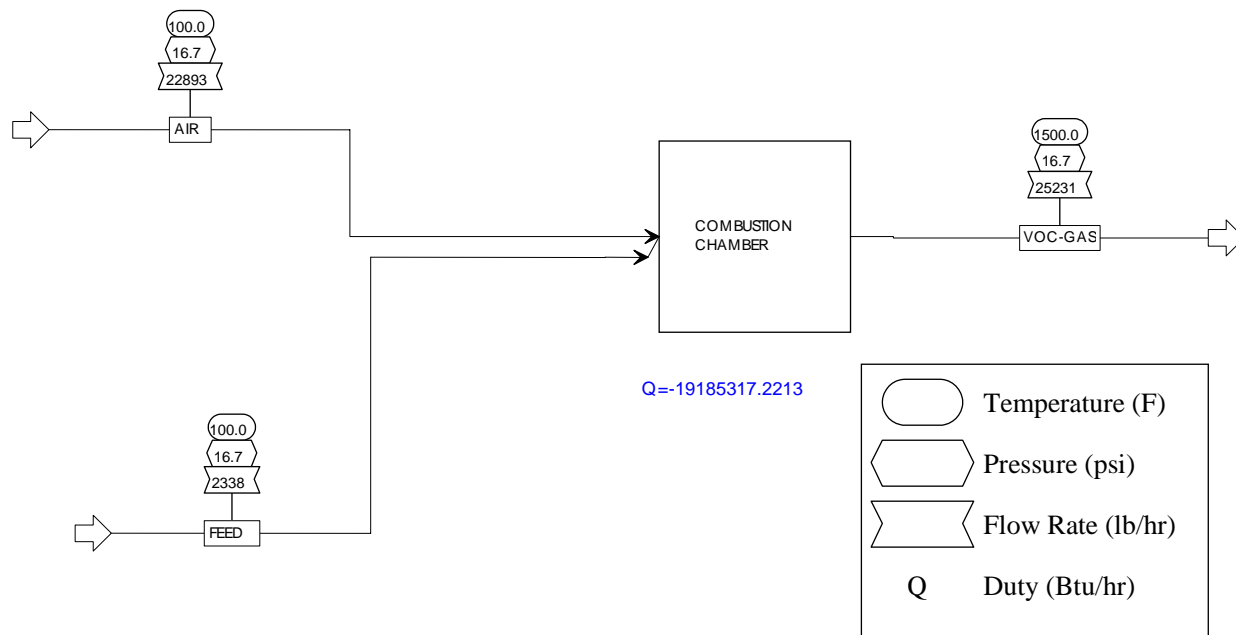 100.0
16.7
22893
AIR
1500.0
16.7
25231
VOC-GAS
COMBUSTION
CHAMBER
Q=-19185317.2213
100.0
16.7
2338
FEED
Temperature (F)
Pressure (psi)
Flow Rate (lb/hr)
Q Duty (Btu/hr)